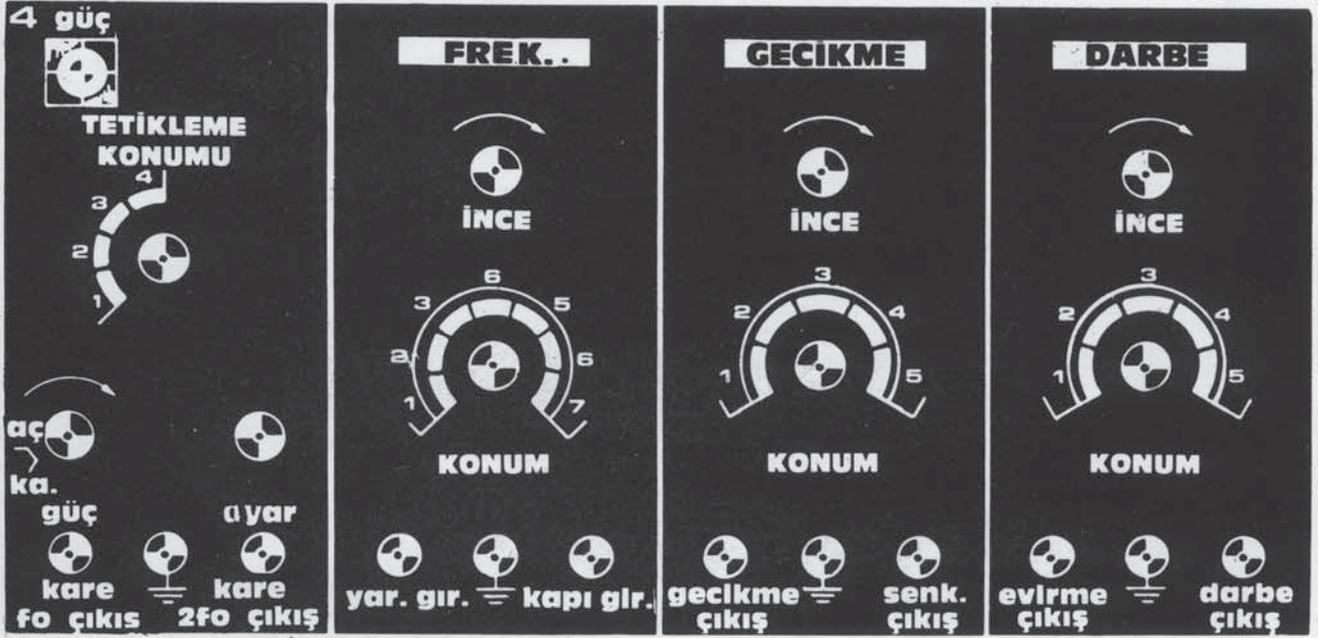 4 güç
TETİKLEME
KONUMU
4
3
2
1
aç
ka.
güç
ayar
kare
fo çıkıs
kare
2fo çıkış
FREK..
İNCE
6
3
5
2
6
1
7
KONUM
yar. gır.
kapı gir.
GECİKME
İNCE
3
2
4
1
5
KONUM
gecikme
çıkış
senk.
çıkış
DARBE
İNCE
3
2
4
1
5
KONUM
evirme
çıkış
darbe
çıkış